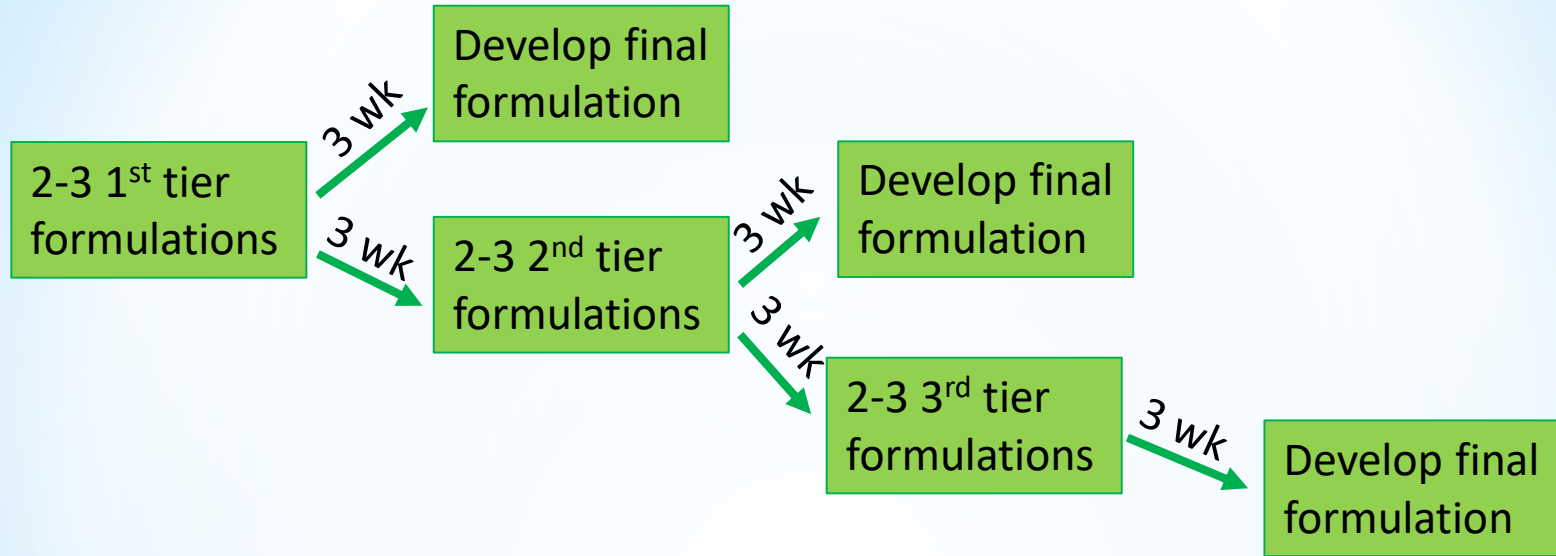 Develop final
formulation
3 wk
2-3 1st tier
formulations
3 wk
2-3 2nd tier
formulations
3 wk
Develop final
formulation
3 wk
2-3 3rd tier
formulations
3 wk
Develop final
formulation